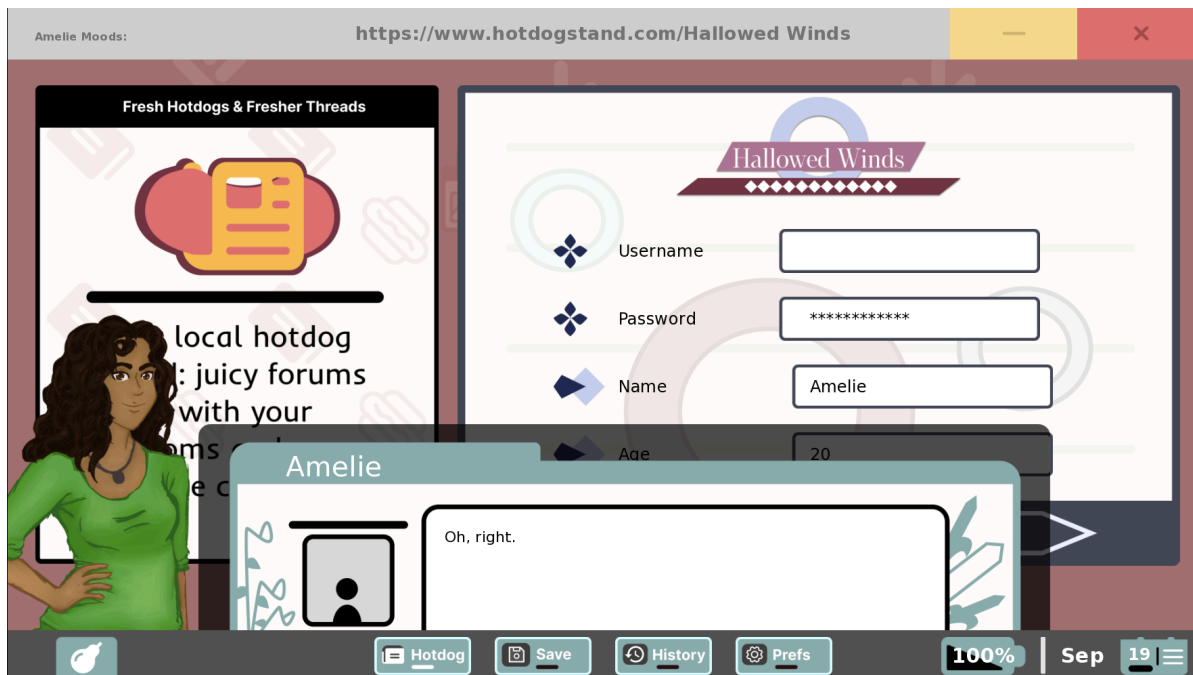 Amelie Moods:
https://www.hotdogstand.com/Hallowed Winds
Fresh Hotdogs & Fresher Threads
local hotdog
: juicy forums
with your
Hallowed Winds
Username
Password
************
Name
Amelie
Age
20
Amelie
Oh, right.
Hotdog
Save
History
Prefs
100%
Sep
19